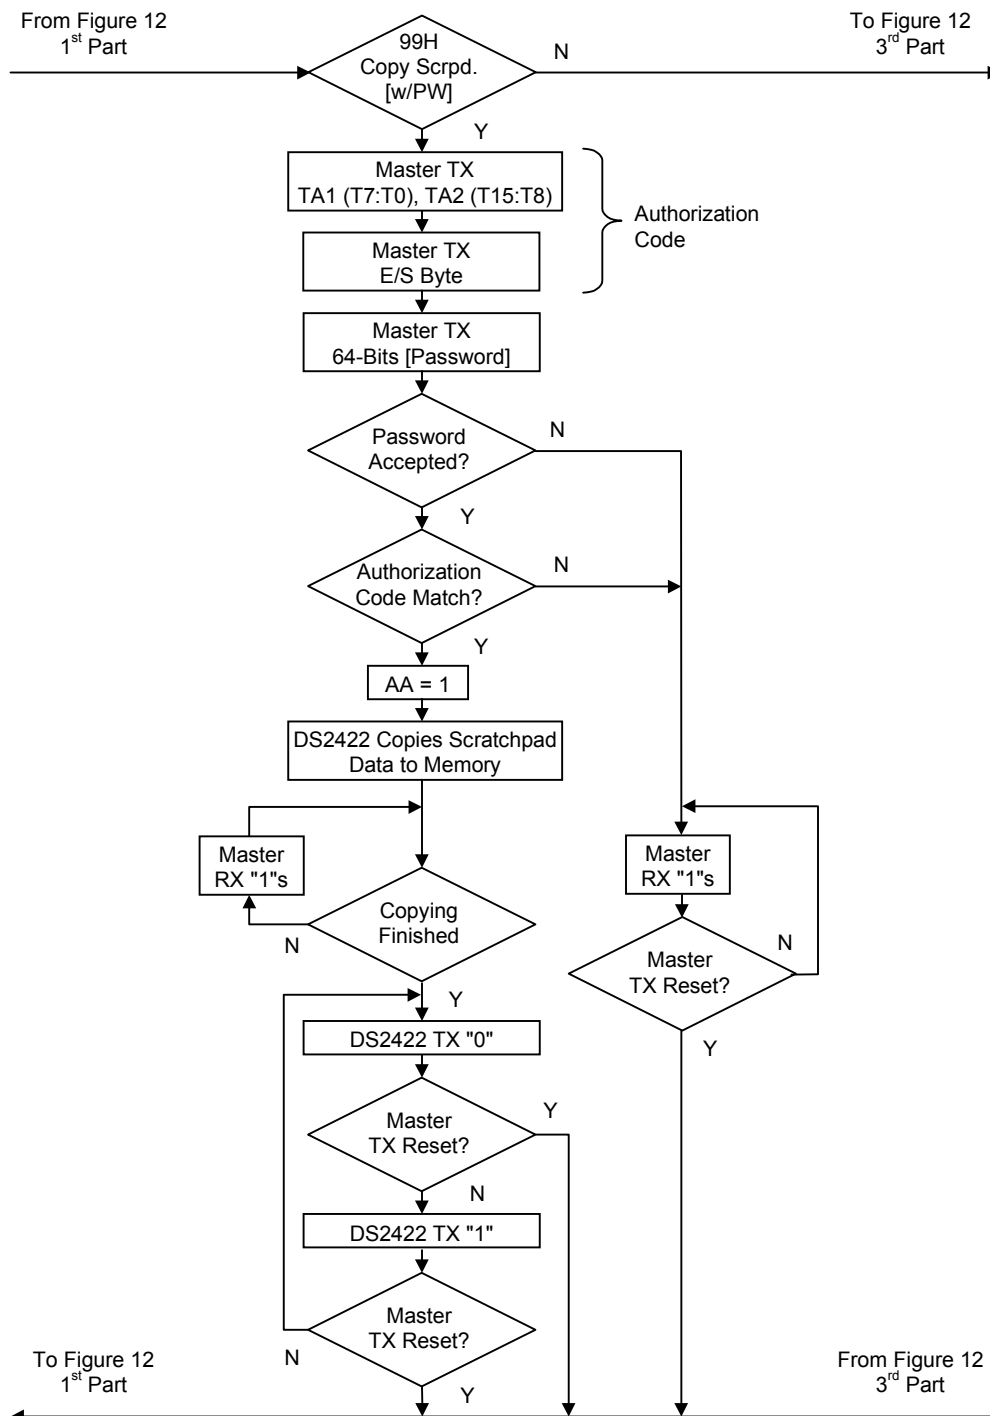 From Figure 12
1st Part
To Figure 12
3rd Part
99H
Copy Scrpd.
[w/PW]
N
Y
Master TX
TA1 (T7:T0), TA2 (T15:T8)
Authorization
Code
Master TX
E/S Byte
Master TX
64-Bits [Password]
Password
Accepted?
N
Y
Authorization
Code Match?
N
Y
AA = 1
DS2422 Copies Scratchpad
Data to Memory
Master
RX "1"s
Copying
Finished
N
Y
Master
RX "1"s
Master
TX Reset?
N
Y
DS2422 TX "0"
Master
TX Reset?
Y
N
DS2422 TX "1"
Master
TX Reset?
N
Y
To Figure 12
1st Part
From Figure 12
3rd Part